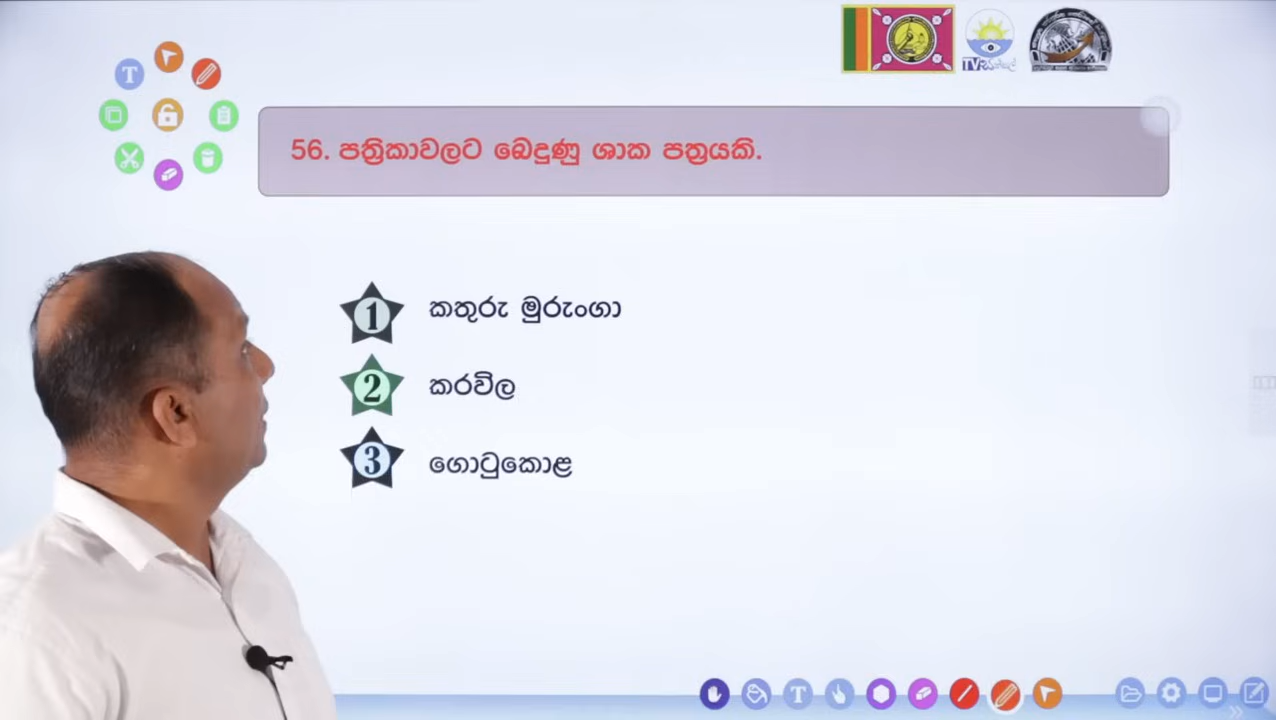 56. පත්‍රිකාවලට බෙදුණු ශාක පත්‍රයකි.
1 කතුරු මුරුංගා
2 කරවිල
3 ගොටුකොළ